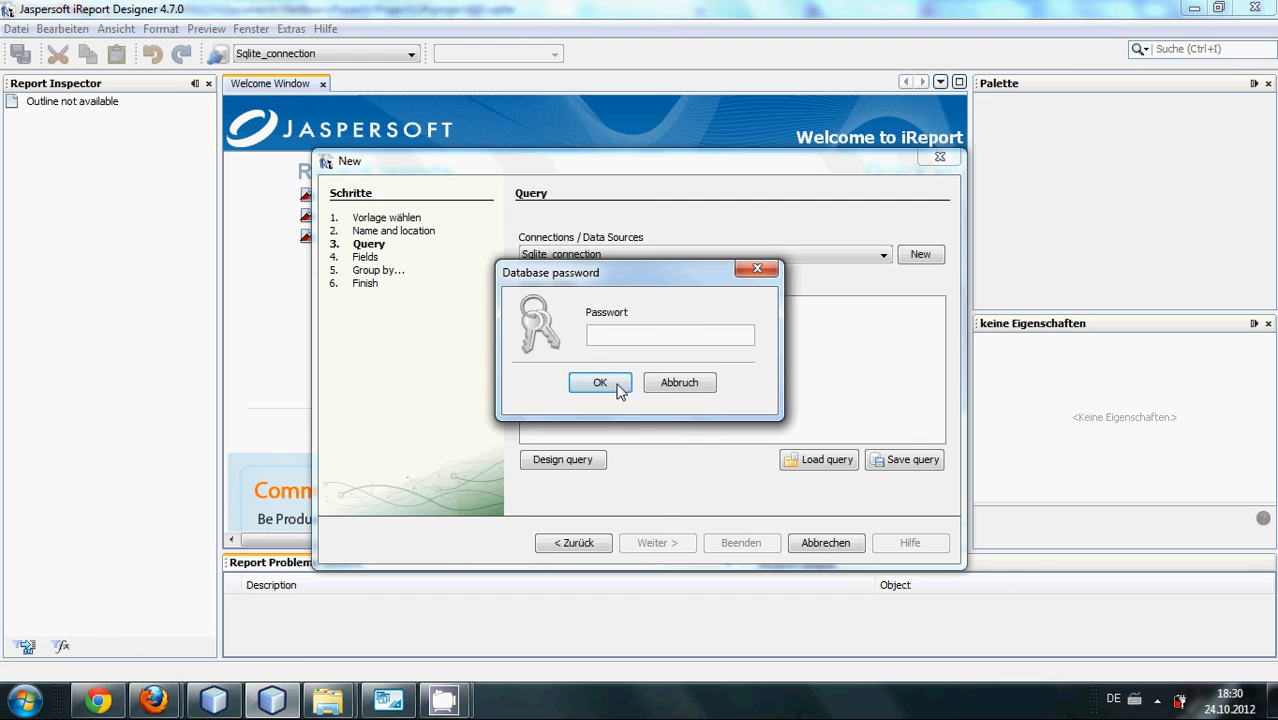 Jaspersoft iReport Designer 4.7.0
Datei Bearbeiten Ansicht Format Preview Fenster Extras Hilfe
Sqlite_connection
Suche (Ctrl+I)
Report Inspector
Outline not available
Welcome Window
Palette
JASPERSOFT
Welcome to iReport
New
Schritte
1. Vorlage wählen
2. Name and location
3. Query
4. Fields
5. Group by...
6. Finish
Query
Connections / Data Sources
Sqlite_connection
New
Database password
Passwort
OK
Abbruch
Design query
Load query
Save query
< Zurück
Weiter >
Beenden
Abbrechen
Hilfe
keine Eigenschaften
<Keine Eigenschaften>
Be Produ
Report Problem
Description
Object
DE
18:30
24.10.2012